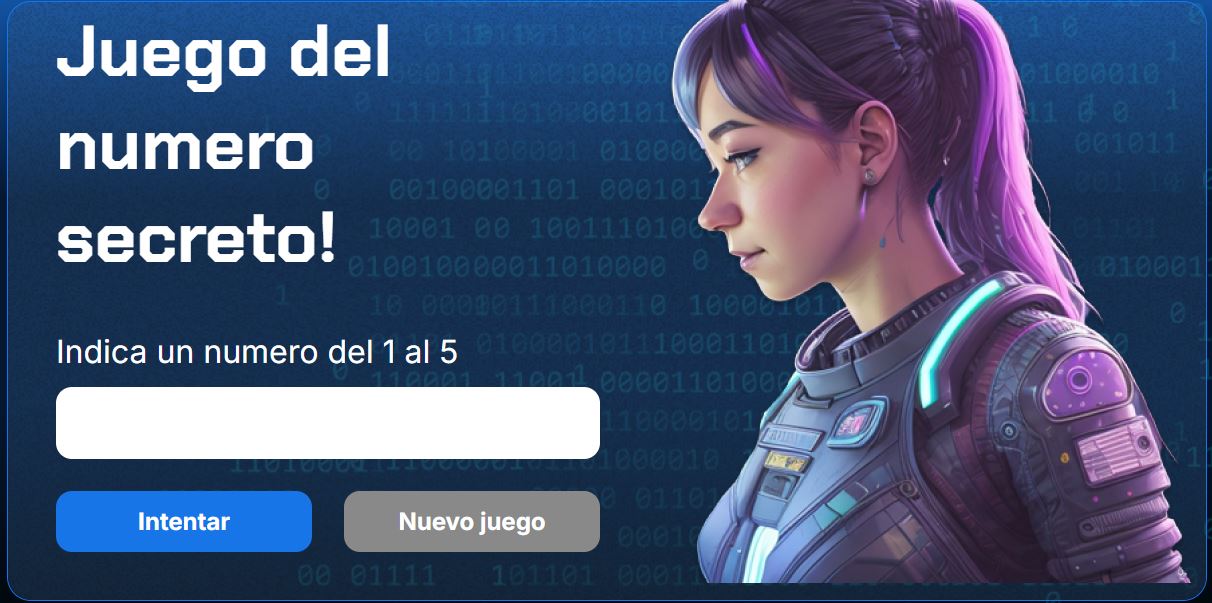 Juego del
numero
secreto!
Indica un numero del 1 al 5
Intentar
Nuevo juego